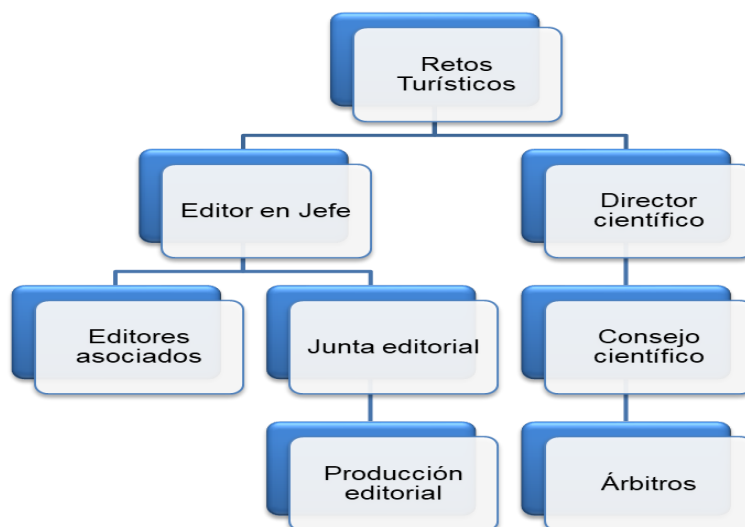 Retos
Turísticos
Editor en Jefe
Director
científico
Editores
asociados
Junta editorial
Consejo
científico
Producción
editorial
Árbitros